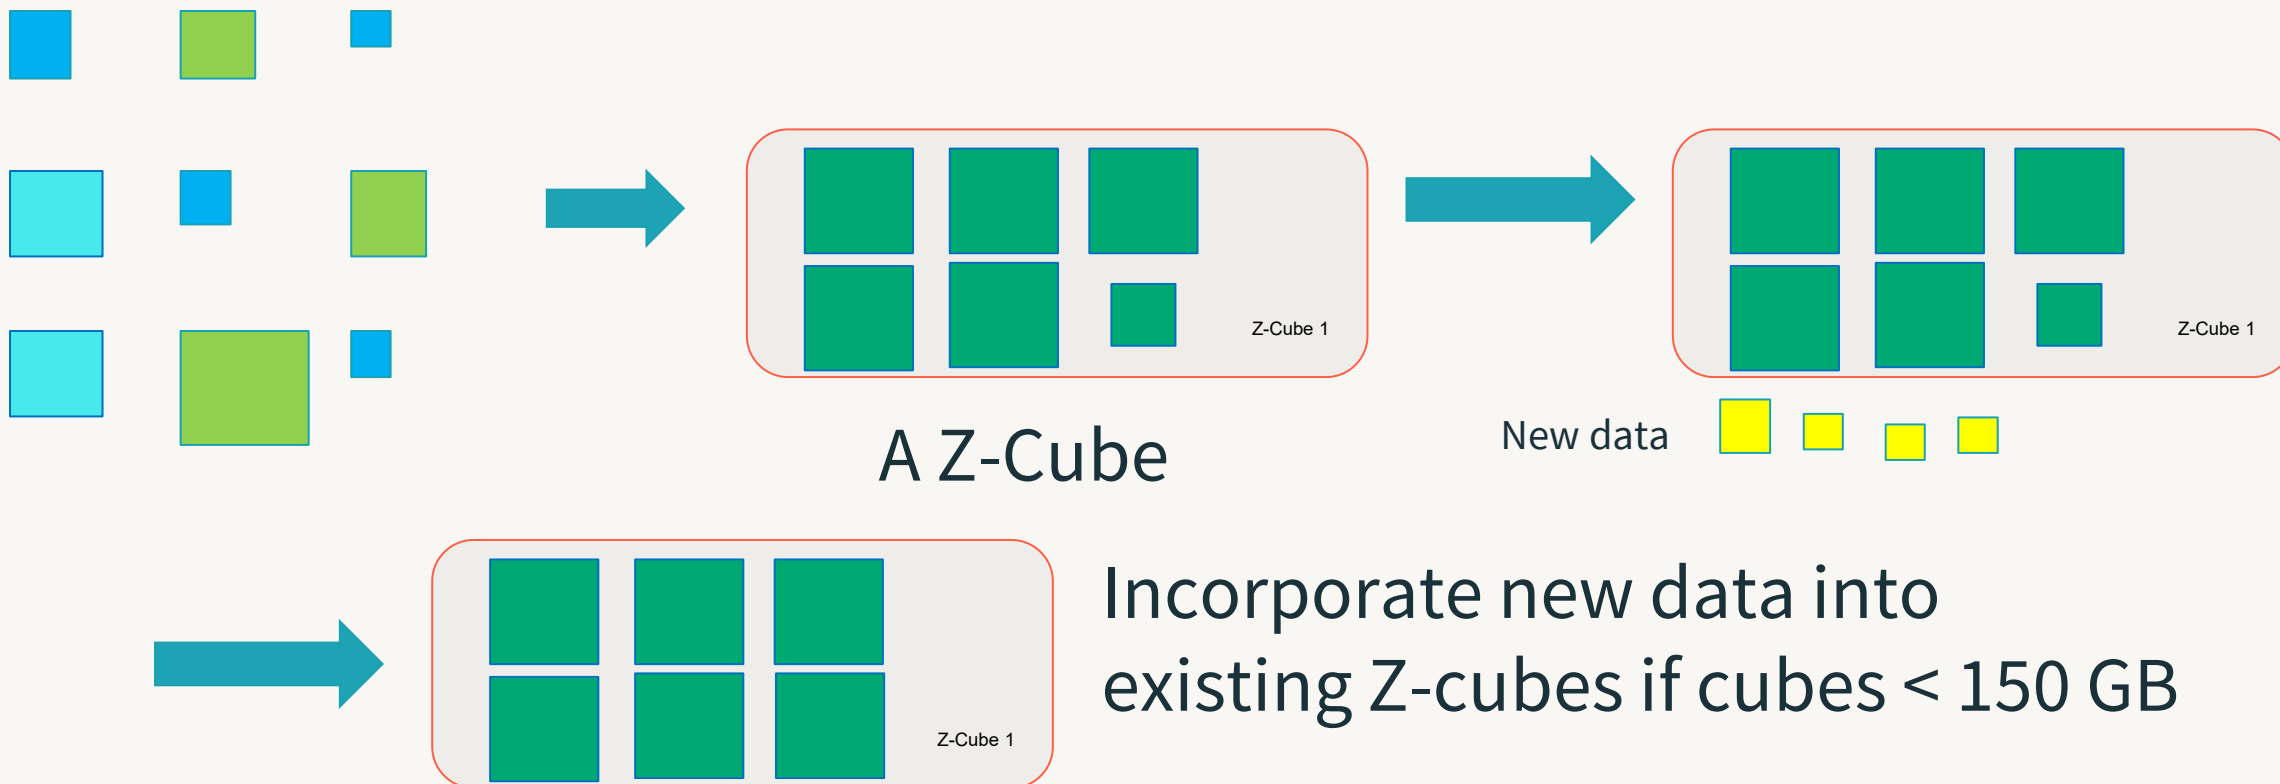 Z-Cube 1
Z-Cube 1
A Z-Cube
New data
Incorporate new data into
existing Z-cubes if cubes < 150 GB
Z-Cube 1